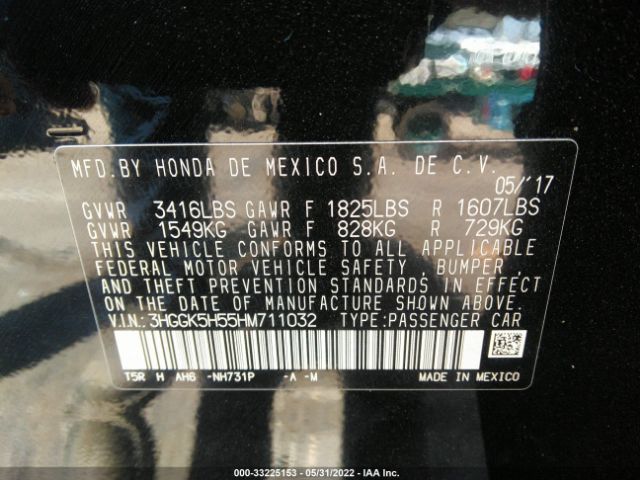 MFD. BY HONDA DE MEXICO S.A. DE C.V.
05/'17
GVWR 3416LBS GAWR F 1825LBS R 1607LBS
GVWR 1549KG GAWR F 828KG R 729KG
THIS VEHICLE CONFORMS TO ALL APPLICABLE
FEDERAL MOTOR VEHICLE SAFETY, BUMPER,
AND THEFT PREVENTION STANDARDS IN EFFECT
ON THE DATE OF MANUFACTURE SHOWN ABOVE.
V.I.N.: 3HGGK5H55HM711032 TYPE: PASSENGER CAR
T5R H AH6 -NH731P -A -M MADE IN MEXICO
000-33225153 - 05/31/2022 - IAA Inc.